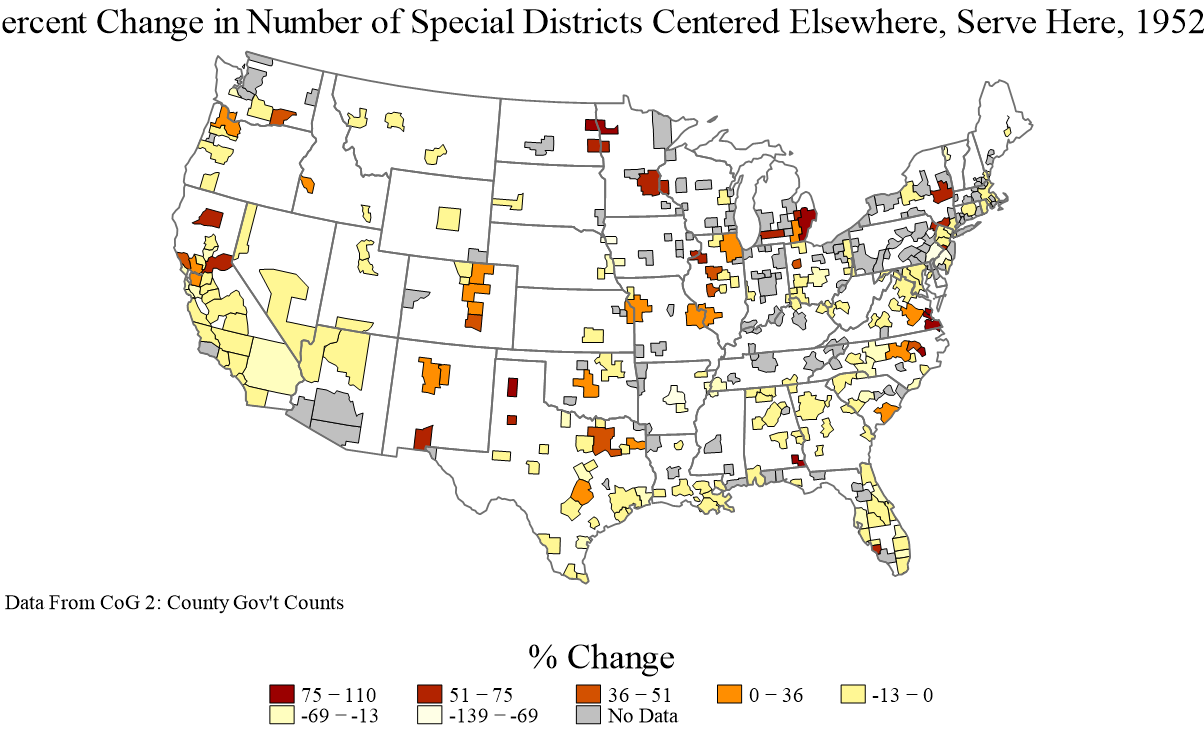 ercent Change in Number of Special Districts Centered Elsewhere, Serve Here, 1952
Data From CoG 2: County Gov't Counts
% Change
75 − 110 51 − 75 36 − 51 0 − 36 -13 − 0
-69 − -13 -139 − -69 No Data